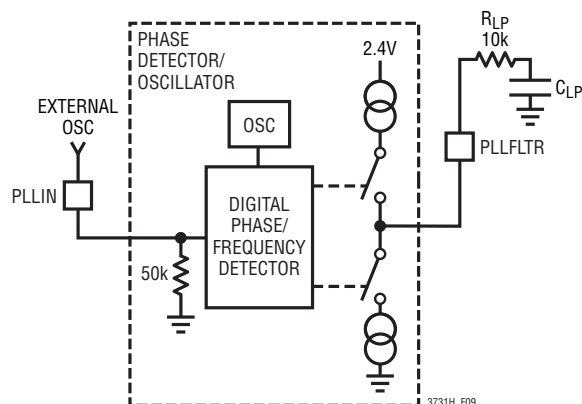 PHASE
DETECTOR/
OSCILLATOR
2.4V
RLP
10k
CLP
EXTERNAL
OSC
OSC
PLLFLTR
PLLIN
DIGITAL
PHASE/
FREQUENCY
DETECTOR
50k
3731H F09